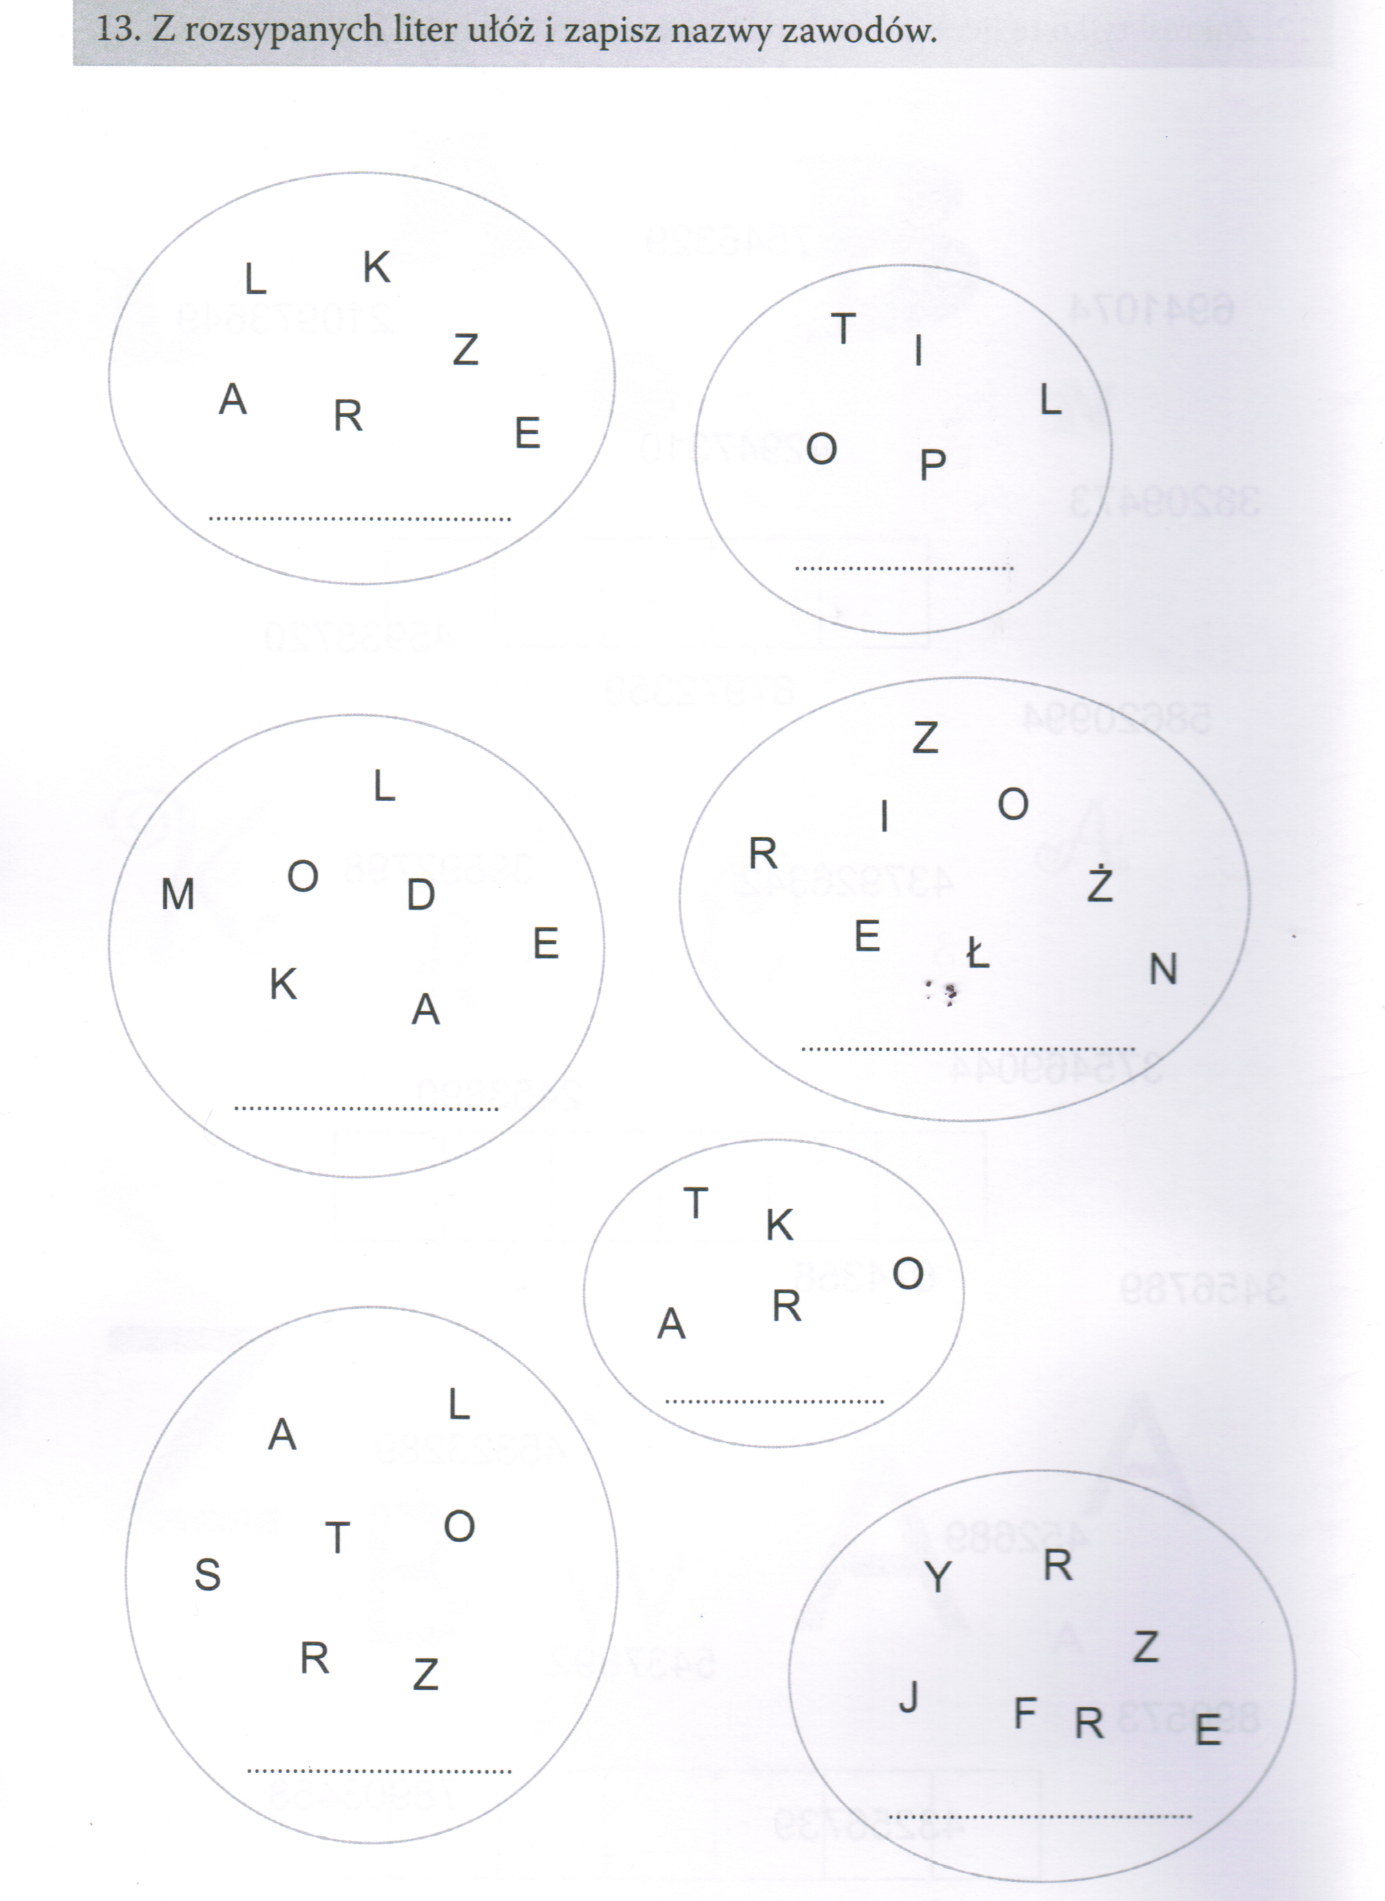 13. Z rozsypanych liter ułóż i zapisz nazwy zawodów.
L K
Z
A R E
T I
L
O P
L
M O D
E
K A
Z
I O
R Ż
E Ł N
T K
O
A R
A L
T O
S
R Z
Y R
Z
J F R E